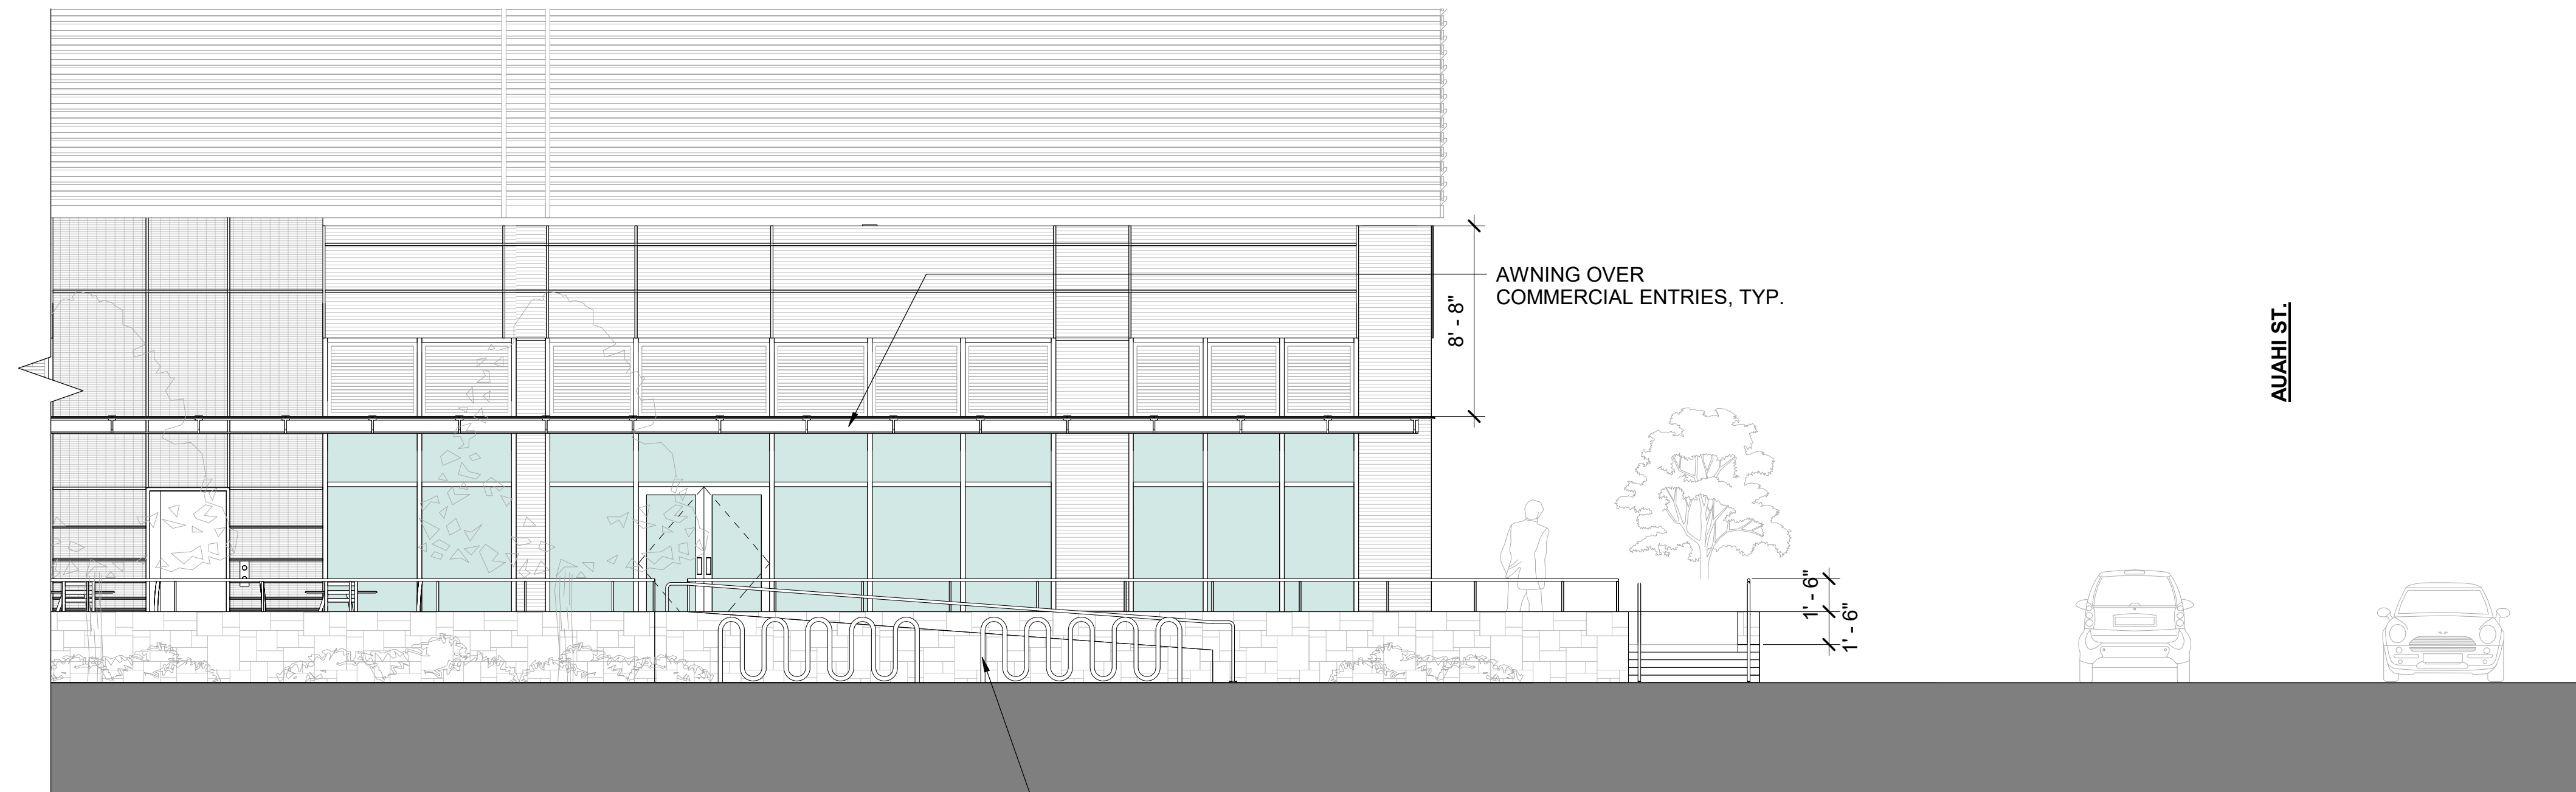 AWNING OVER
COMMERCIAL ENTRIES, TYP.
8' - 8"
AUAHI ST.
1' - 6"
1' - 6"